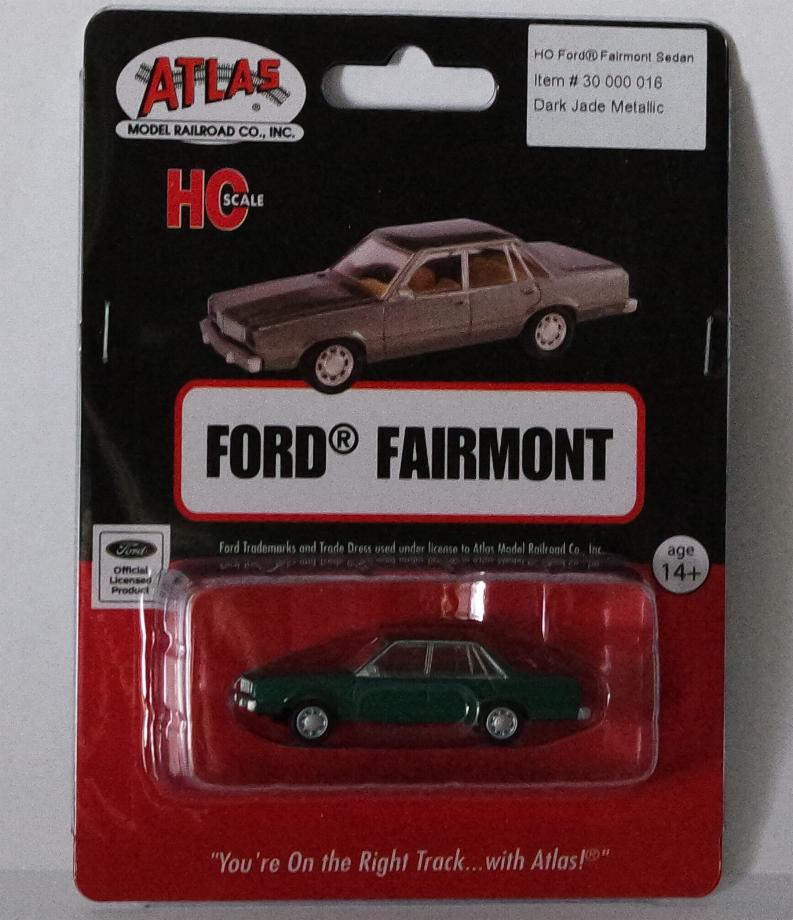 ATLAS®
MODEL RAILROAD CO., INC.
HO SCALE
HO Ford® Fairmont Sedan
Item # 30 000 016
Dark Jade Metallic
FORD® FAIRMONT
Ford
Official
Licensed
Product
Ford Trademarks and Trade Dress used under license to Atlas Model Railroad Co., Inc.
age
14+
"You're On the Right Track...with Atlas!®"